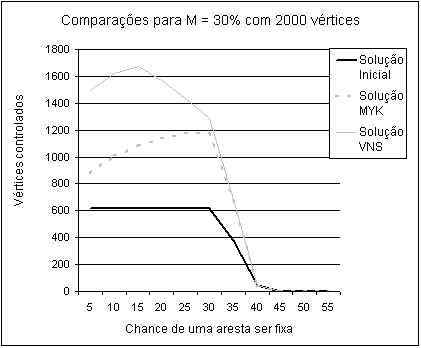 Comparações para M = 30% com 2000 vértices
Vértices controlados
1800
1600
1400
1200
1000
800
600
400
200
0
5 10 15 20 25 30 35 40 45 50 55
Chance de uma aresta ser fixa
Solução
Inicial
Solução
MYK
Solução
VNS